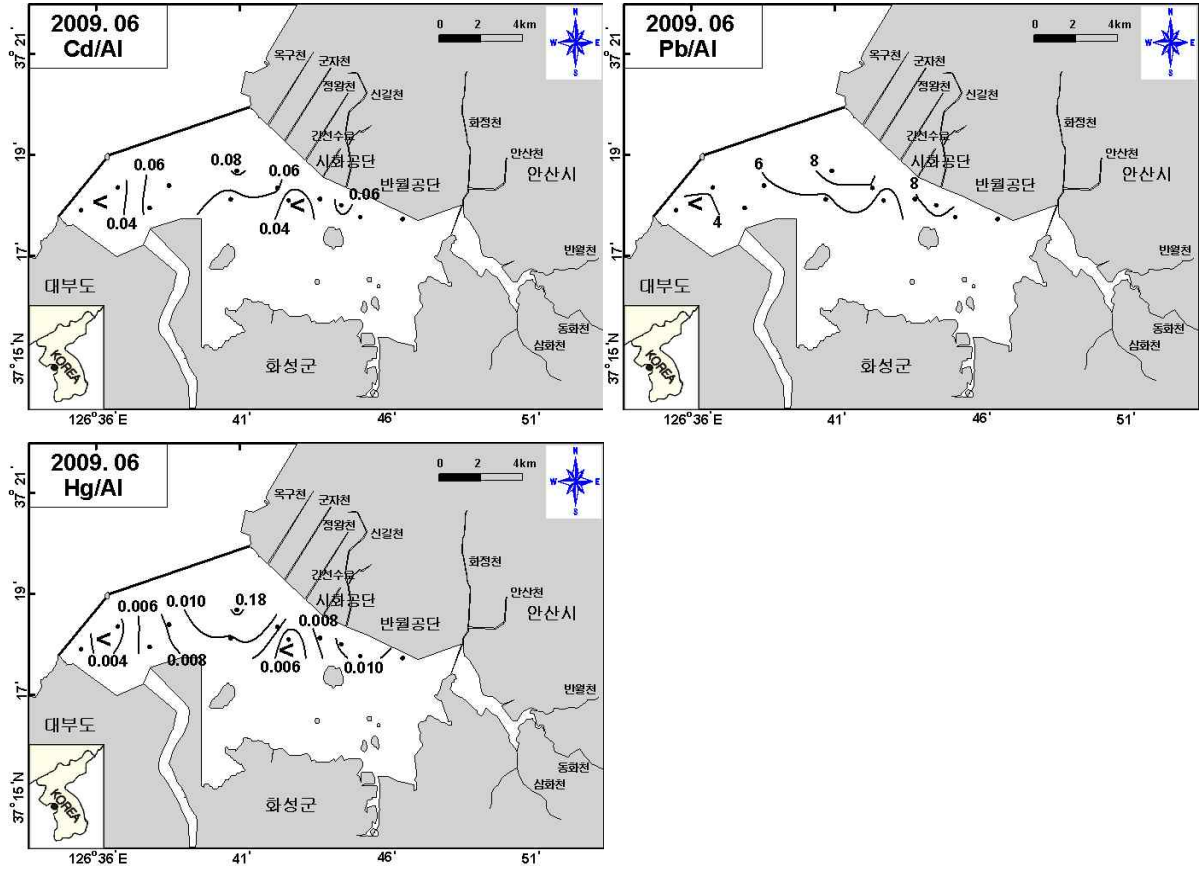 2009. 06
Cd/Al
0 2 4km
N
W E
S
37° 21'
19'
17'
37° 15' N
옥구천
군자천
정왕천
신길천
간선수로
시화공단
반월공단
화정천
안산천
안산시
반월천
동화천
삼화천
대부도
화성군
KOREA
0.06
0.08
0.06
0.06
<
0.04
<
0.04
126° 36' E
41'
46'
51'
2009. 06
Pb/Al
0 2 4km
N
W E
S
37° 21'
19'
17'
37° 15' N
옥구천
군자천
정왕천
신길천
간선수로
시화공단
반월공단
화정천
안산천
안산시
반월천
동화천
삼화천
대부도
화성군
KOREA
6
8
8
<
4
126° 36' E
41'
46'
51'
2009. 06
Hg/Al
0 2 4km
N
W E
S
37° 21'
19'
17'
37° 15' N
옥구천
군자천
정왕천
신길천
간선수로
시화공단
반월공단
화정천
안산천
안산시
반월천
동화천
삼화천
대부도
화성군
KOREA
0.006
0.010
0.18
0.008
<
0.004
0.008
<
0.006
0.010
126° 36' E
41'
46'
51'